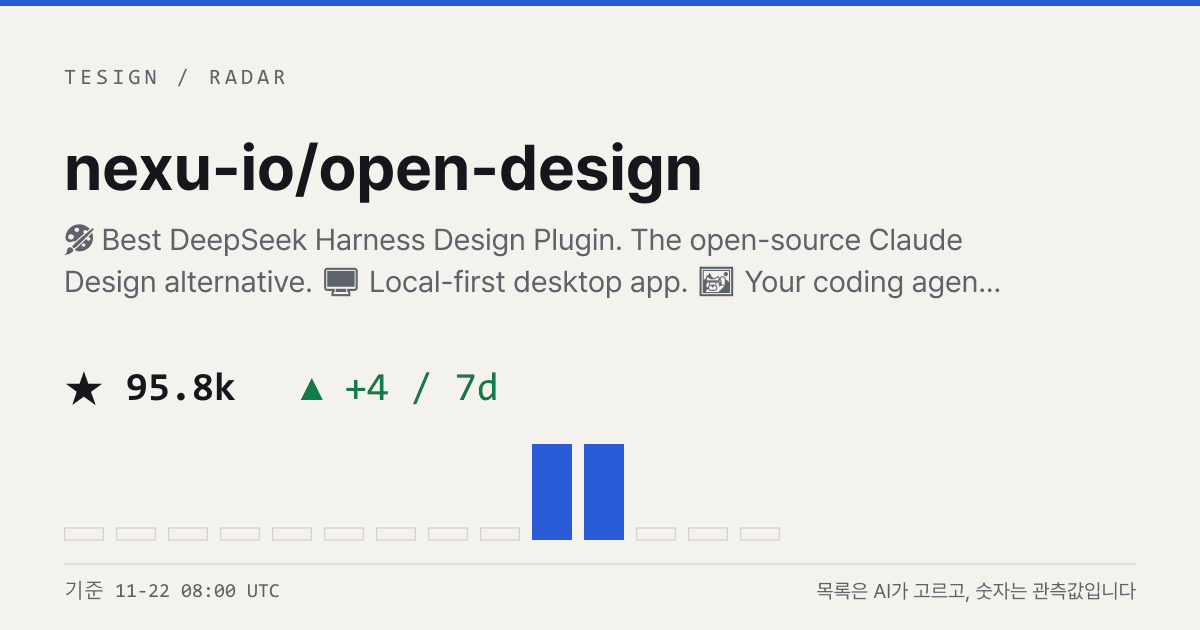 TESIGN / RADAR
nexu-io/open-design
🎨 Best DeepSeek Harness Design Plugin. The open-source Claude
Design alternative. 🖥️ Local-first desktop app. 🖼️ Your coding agen...
★ 95.8k ▲ +4 / 7d
기준 11-22 08:00 UTC
목록은 AI가 고르고, 숫자는 관측값입니다